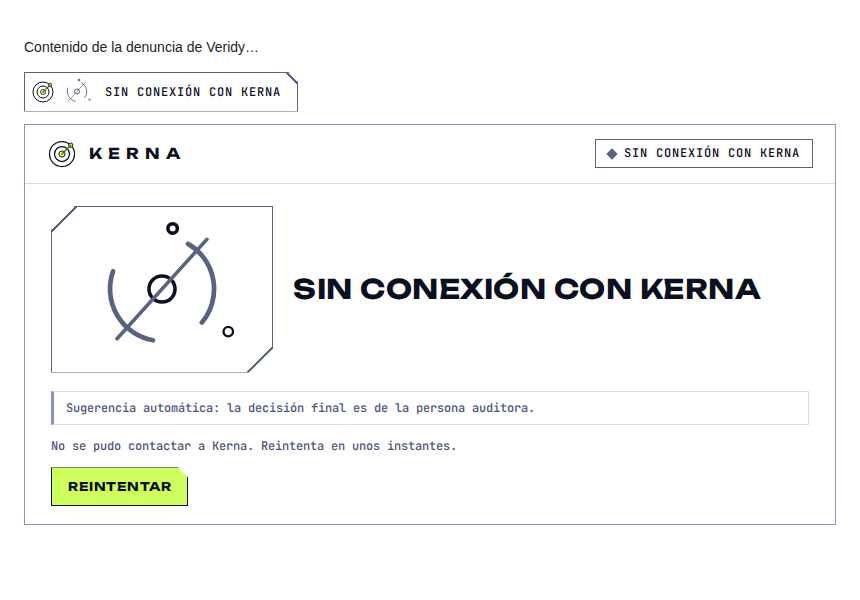 Contenido de la denuncia de Veridy…
SIN CONEXIÓN CON KERNA
KERNA
SIN CONEXIÓN CON KERNA
SIN CONEXIÓN CON KERNA
Sugerencia automática: la decisión final es de la persona auditora.
No se pudo contactar a Kerna. Reintenta en unos instantes.
REINTENTAR